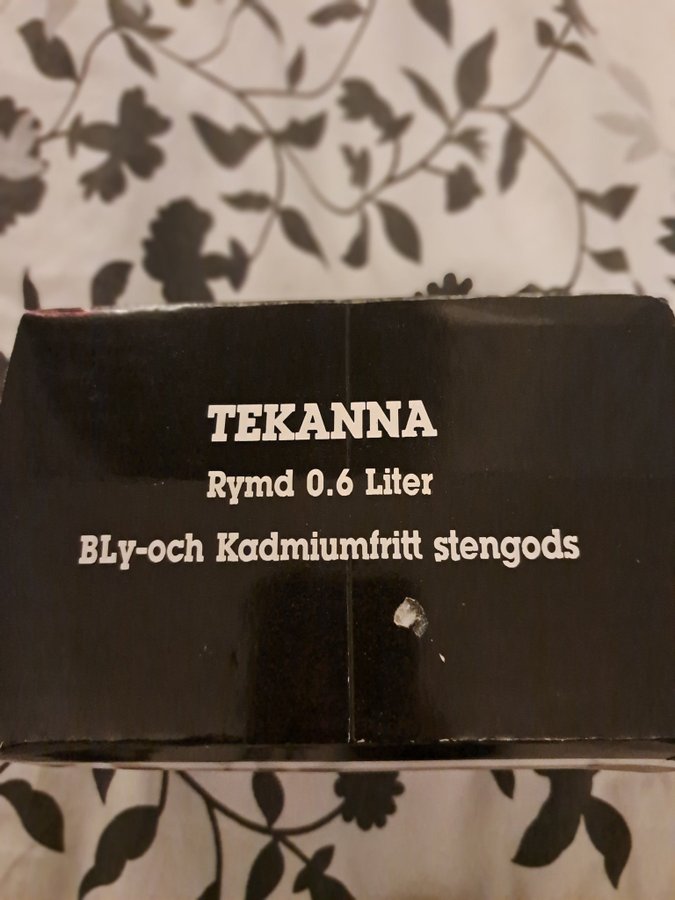 TEKANNA
Rymd 0.6 Liter
BLy-och Kadmiumfritt stengods